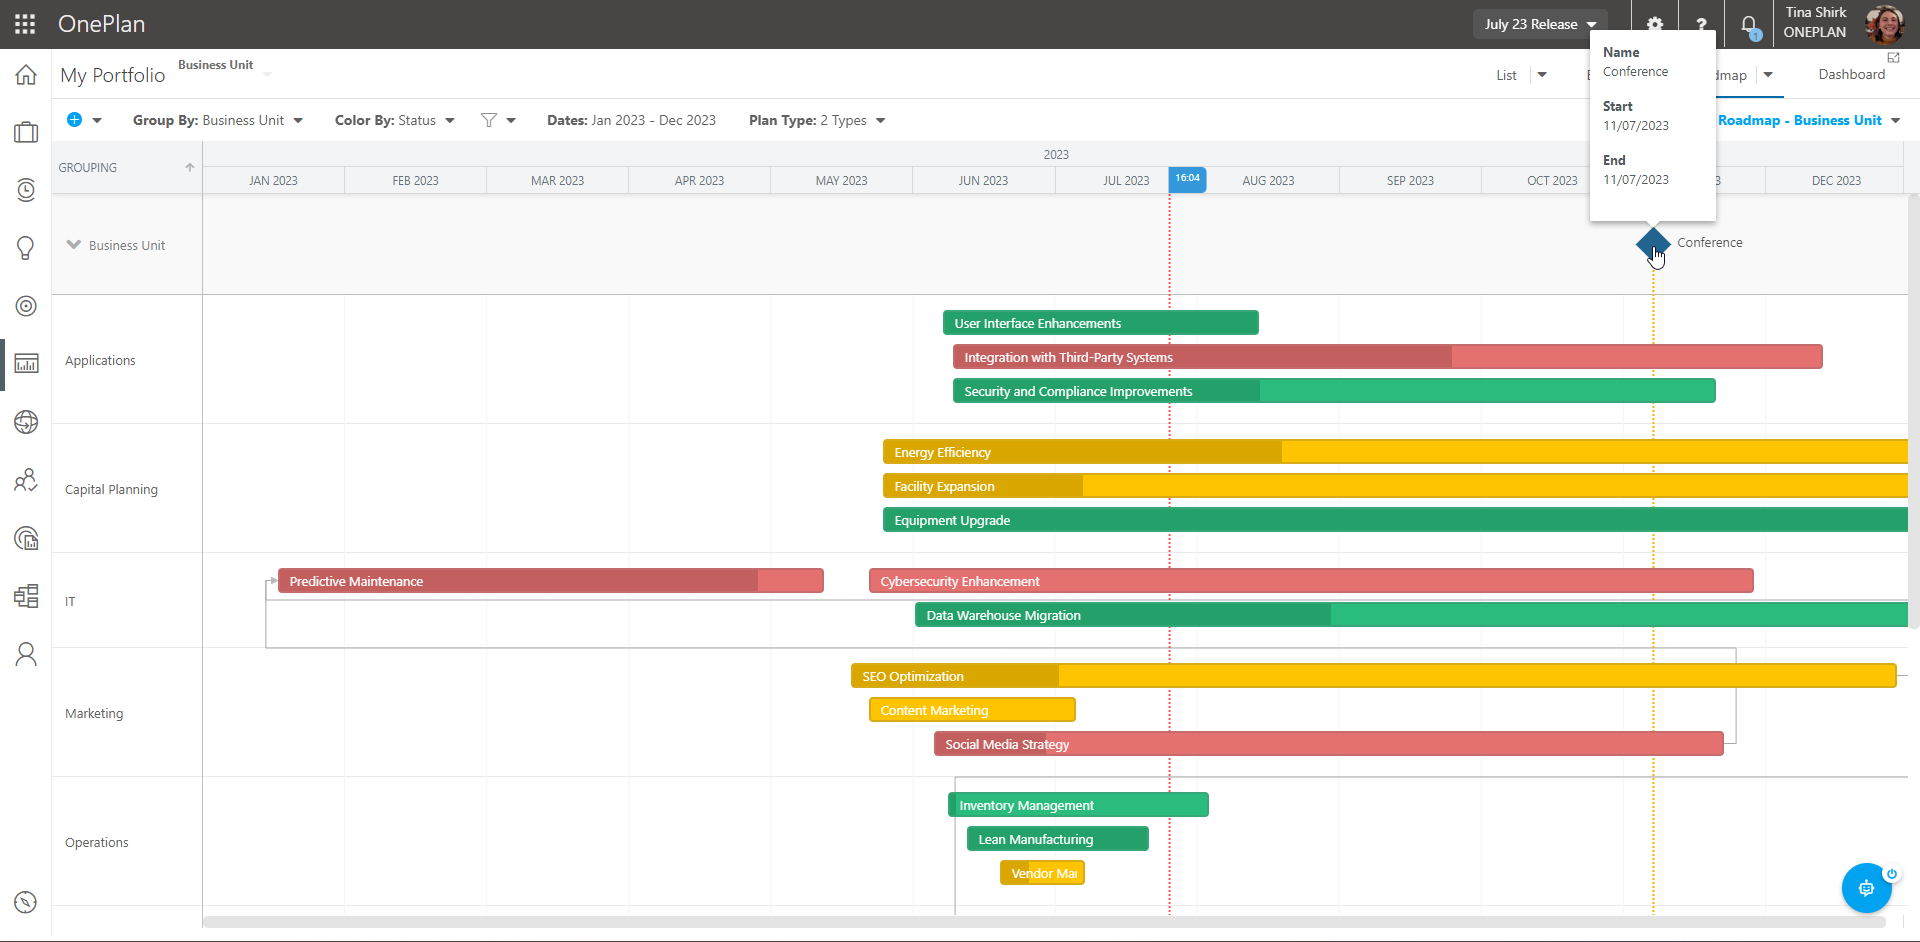 OnePlan
July 23 Release
?
1
Tina Shirk
ONEPLAN
My Portfolio
Business Unit
List
dmap
Dashboard
Group By: Business Unit
Color By: Status
Dates: Jan 2023 - Dec 2023
Plan Type: 2 Types
Roadmap - Business Unit
Name
Conference
Start
11/07/2023
End
11/07/2023
GROUPING
2023
JAN 2023
FEB 2023
MAR 2023
APR 2023
MAY 2023
JUN 2023
JUL 2023
16:04
AUG 2023
SEP 2023
OCT 2023
DEC 2023
Business Unit
Conference
Applications
User Interface Enhancements
Integration with Third-Party Systems
Security and Compliance Improvements
Capital Planning
Energy Efficiency
Facility Expansion
Equipment Upgrade
IT
Predictive Maintenance
Cybersecurity Enhancement
Data Warehouse Migration
Marketing
SEO Optimization
Content Marketing
Social Media Strategy
Operations
Inventory Management
Lean Manufacturing
Vendor Mar